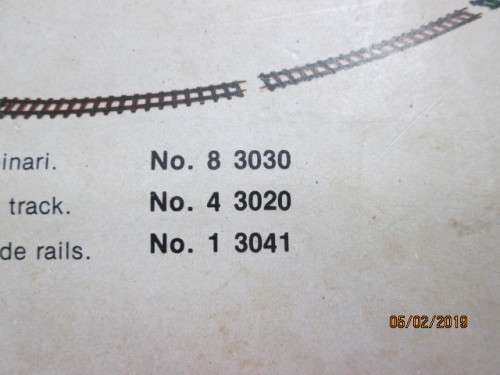 inari. No. 8 3030
track. No. 4 3020
de rails. No. 1 3041
05/02/2019